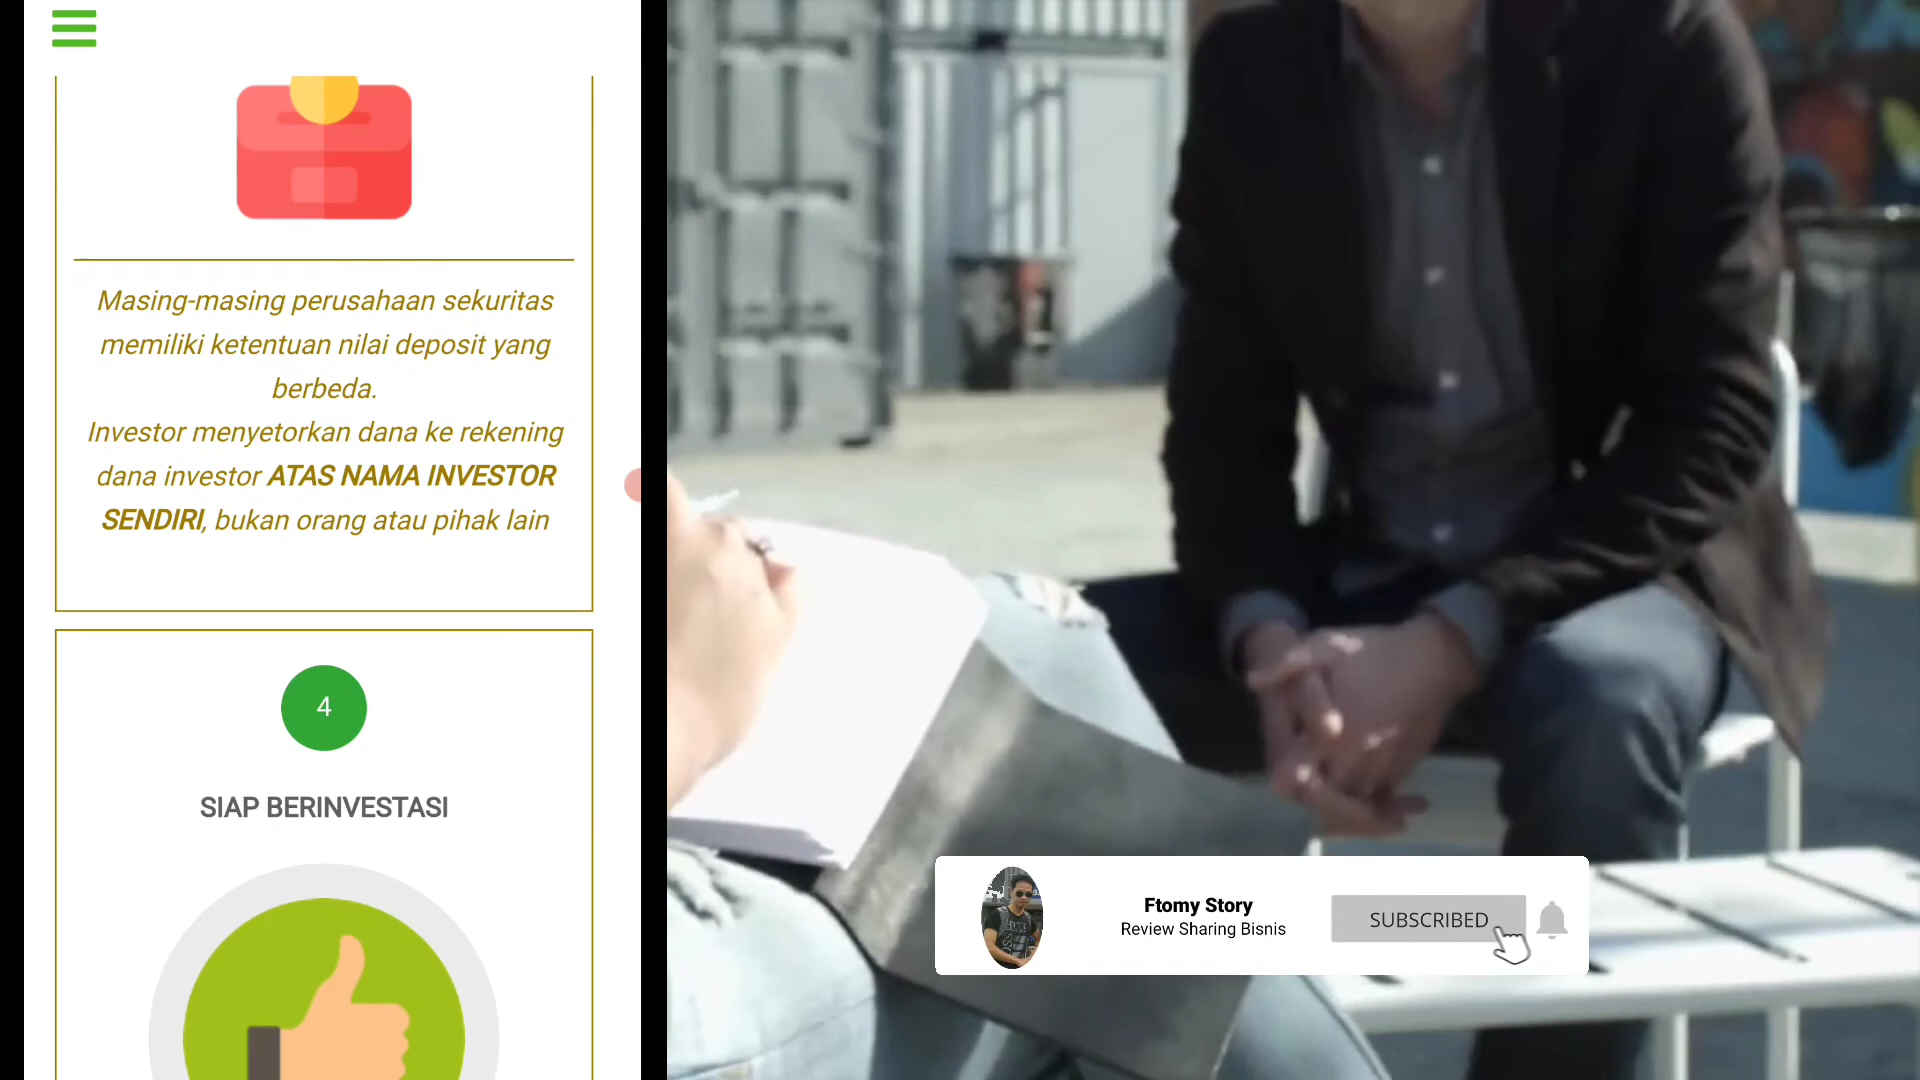 Masing-masing perusahaan sekuritas
memiliki ketentuan nilai deposit yang
berbeda.
Investor menyetorkan dana ke rekening
dana investor ATAS NAMA INVESTOR
SENDIRI, bukan orang atau pihak lain
4
SIAP BERINVESTASI
Ftomy Story
Review Sharing Bisnis
SUBSCRIBED